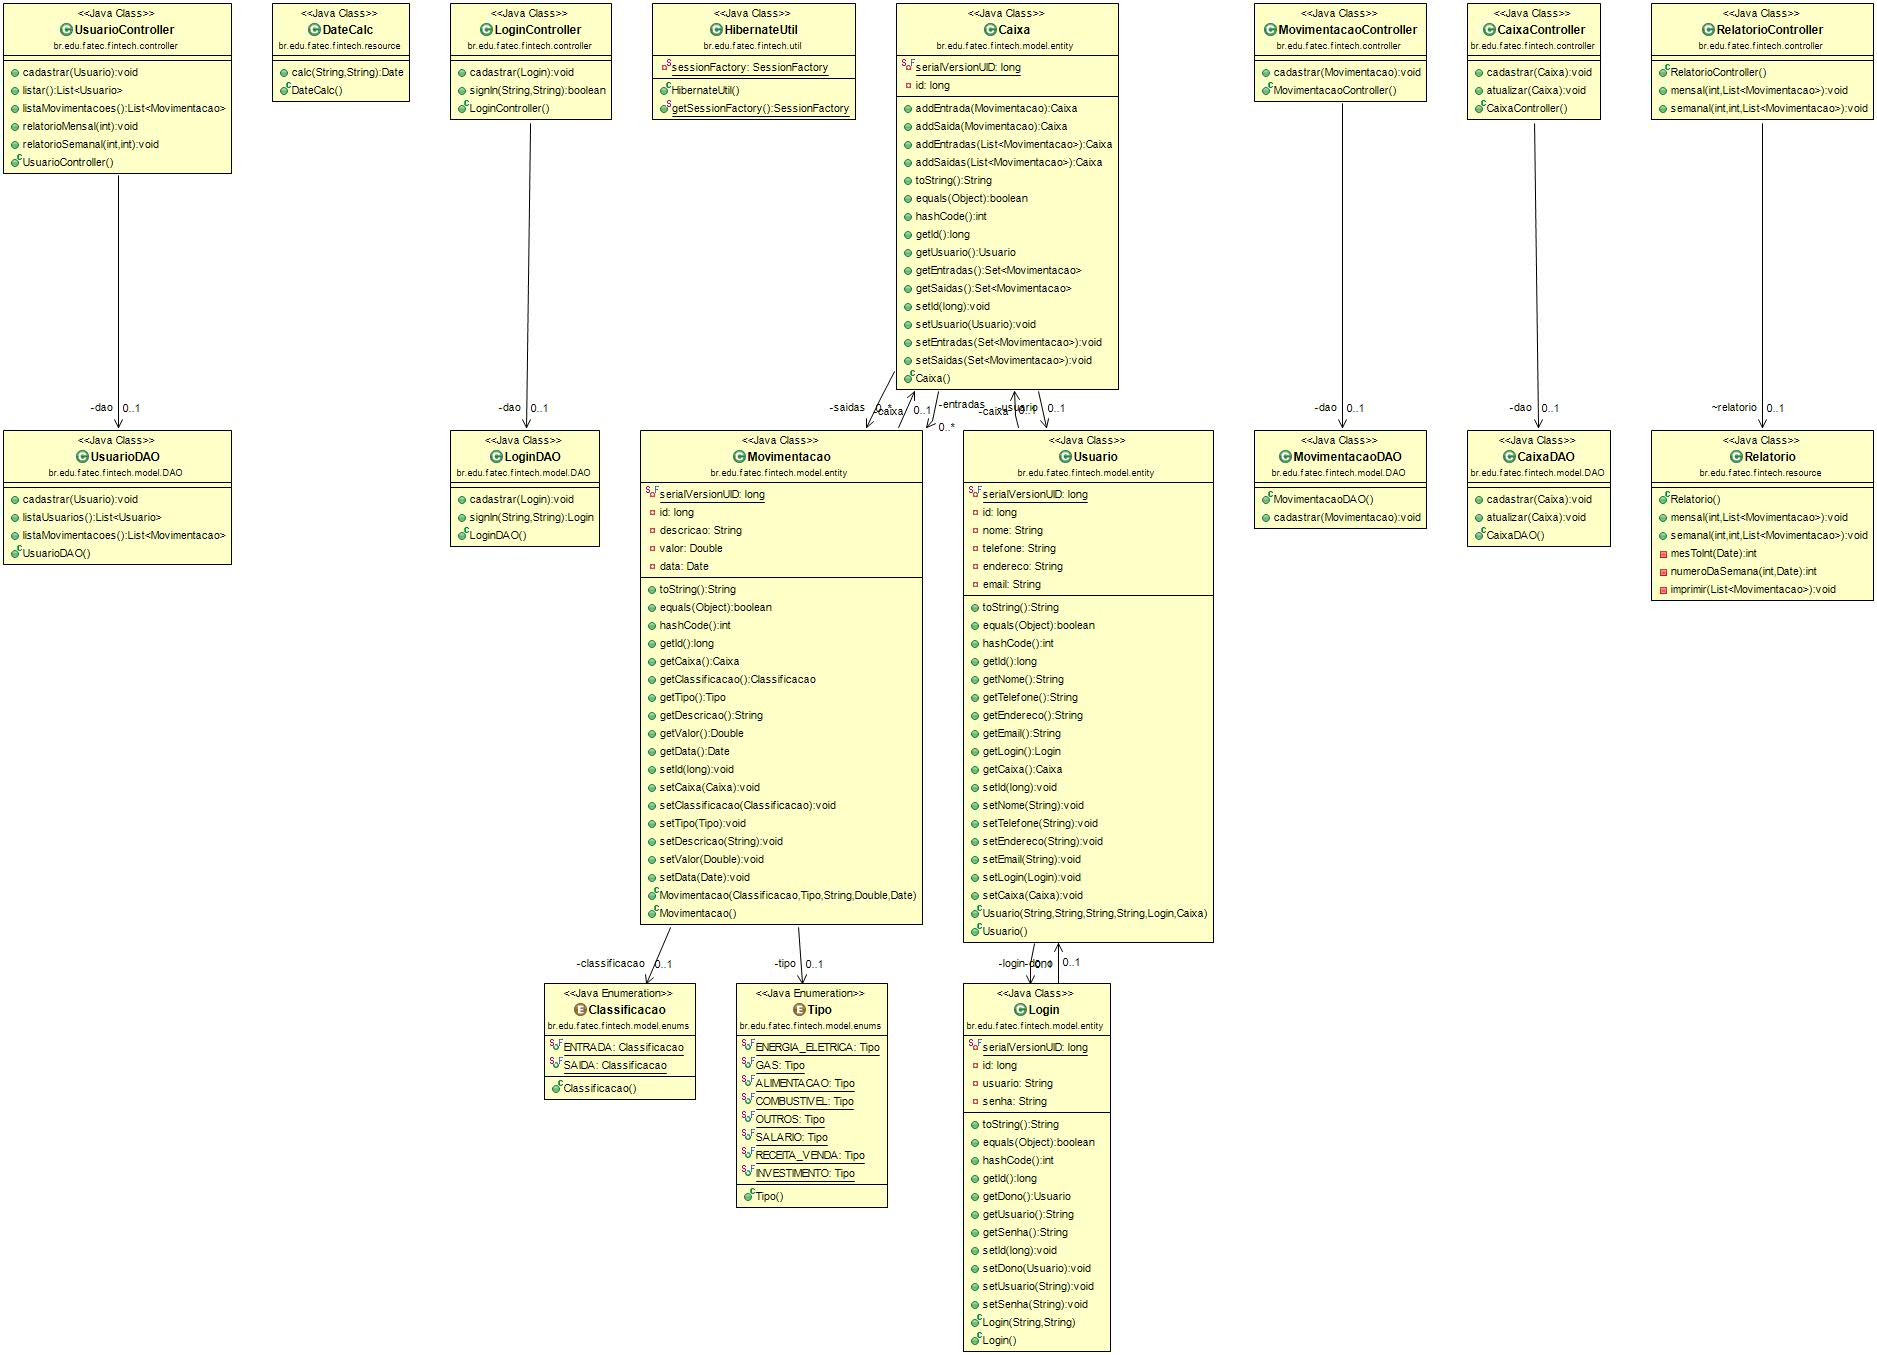 <<Java Class>>
UsuarioController
br.edu.fatec.fintech.controller
cadastrar(Usuario):void
listar():List<Usuario>
listaMovimentacoes():List<Movimentacao>
relatorioMensal(int):void
relatorioSemanal(int,int):void
UsuarioController()
<<Java Class>>
DateCalc
br.edu.fatec.fintech.resource
calc(String,String):Date
DateCalc()
<<Java Class>>
LoginController
br.edu.fatec.fintech.controller
cadastrar(Login):void
signIn(String,String):boolean
LoginController()
<<Java Class>>
HibernateUtil
br.edu.fatec.fintech.util
sessionFactory: SessionFactory
HibernateUtil()
getSessionFactory():SessionFactory
<<Java Class>>
Caixa
br.edu.fatec.fintech.model.entity
serialVersionUID: long
id: long
addEntrada(Movimentacao):Caixa
addSaida(Movimentacao):Caixa
addEntradas(List<Movimentacao>):Caixa
addSaidas(List<Movimentacao>):Caixa
toString():String
equals(Object):boolean
hashCode():int
getId():long
getUsuario():Usuario
getEntradas():Set<Movimentacao>
getSaidas():Set<Movimentacao>
setId(long):void
setUsuario(Usuario):void
setEntradas(Set<Movimentacao>):void
setSaidas(Set<Movimentacao>):void
Caixa()
<<Java Class>>
MovimentacaoController
br.edu.fatec.fintech.controller
cadastrar(Movimentacao):void
MovimentacaoController()
<<Java Class>>
CaixaController
br.edu.fatec.fintech.controller
cadastrar(Caixa):void
atualizar(Caixa):void
CaixaController()
<<Java Class>>
RelatorioController
br.edu.fatec.fintech.controller
RelatorioController()
mensal(int,List<Movimentacao>):void
semanal(int,int,List<Movimentacao>):void
-dao 0..1
-dao 0..1
-saidas 0..*
-caixa 0..1
-entradas 0..*
-caixa 0..1
-usuario 0..1
-dao 0..1
-dao 0..1
~relatorio 0..1
<<Java Class>>
UsuarioDAO
br.edu.fatec.fintech.model.DAO
cadastrar(Usuario):void
listaUsuarios():List<Usuario>
listaMovimentacoes():List<Movimentacao>
UsuarioDAO()
<<Java Class>>
LoginDAO
br.edu.fatec.fintech.model.DAO
cadastrar(Login):void
signIn(String,String):Login
LoginDAO()
<<Java Class>>
Movimentacao
br.edu.fatec.fintech.model.entity
serialVersionUID: long
id: long
descricao: String
valor: Double
data: Date
toString():String
equals(Object):boolean
hashCode():int
getId():long
getCaixa():Caixa
getClassificacao():Classificacao
getTipo():Tipo
getDescricao():String
getValor():Double
getData():Date
setId(long):void
setCaixa(Caixa):void
setClassificacao(Classificacao):void
setTipo(Tipo):void
setDescricao(String):void
setValor(Double):void
setData(Date):void
Movimentacao(Classificacao,Tipo,String,Double,Date)
Movimentacao()
<<Java Class>>
Usuario
br.edu.fatec.fintech.model.entity
serialVersionUID: long
id: long
nome: String
telefone: String
endereco: String
email: String
toString():String
equals(Object):boolean
hashCode():int
getId():long
getNome():String
getTelefone():String
getEndereco():String
getEmail():String
getLogin():Login
getCaixa():Caixa
setId(long):void
setNome(String):void
setTelefone(String):void
setEndereco(String):void
setEmail(String):void
setLogin(Login):void
setCaixa(Caixa):void
Usuario(String,String,String,String,Login,Caixa)
Usuario()
<<Java Class>>
MovimentacaoDAO
br.edu.fatec.fintech.model.DAO
MovimentacaoDAO()
cadastrar(Movimentacao):void
<<Java Class>>
CaixaDAO
br.edu.fatec.fintech.model.DAO
cadastrar(Caixa):void
atualizar(Caixa):void
CaixaDAO()
<<Java Class>>
Relatorio
br.edu.fatec.fintech.resource
Relatorio()
mensal(int,List<Movimentacao>):void
semanal(int,int,List<Movimentacao>):void
mesToInt(Date):int
numeroDaSemana(int,Date):int
imprimir(List<Movimentacao>):void
-classificacao 0..1
-tipo 0..1
-login 0..1
-dono 0..1
<<Java Enumeration>>
Classificacao
br.edu.fatec.fintech.model.enums
ENTRADA: Classificacao
SAIDA: Classificacao
Classificacao()
<<Java Enumeration>>
Tipo
br.edu.fatec.fintech.model.enums
ENERGIA_ELETRICA: Tipo
GAS: Tipo
ALIMENTACAO: Tipo
COMBUSTIVEL: Tipo
OUTROS: Tipo
SALARIO: Tipo
RECEITA_VENDA: Tipo
INVESTIMENTO: Tipo
Tipo()
<<Java Class>>
Login
br.edu.fatec.fintech.model.entity
serialVersionUID: long
id: long
usuario: String
senha: String
toString():String
equals(Object):boolean
hashCode():int
getId():long
getDono():Usuario
getUsuario():String
getSenha():String
setId(long):void
setDono(Usuario):void
setUsuario(String):void
setSenha(String):void
Login(String,String)
Login()